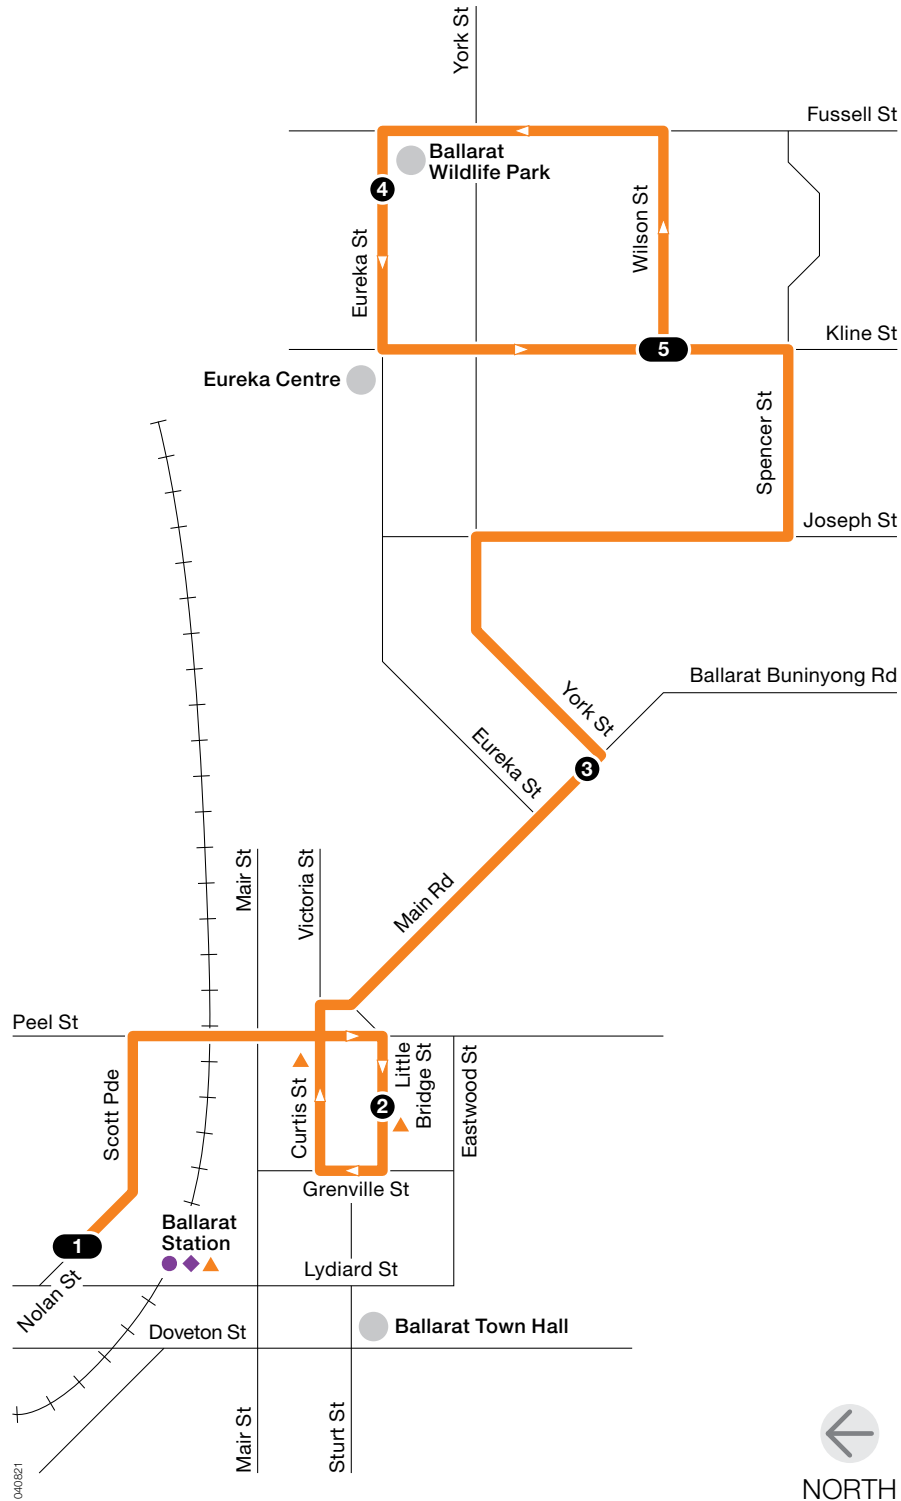 York St
Fussell St
Ballarat
Wildlife Park
4
Wilson St
Eureka St
Kline St
5
Eureka Centre
Spencer St
Joseph St
Ballarat Buninyong Rd
York St
Eureka St
3
Mair St
Victoria St
Main Rd
Peel St
Scott Pde
Curtis St
2
Little
Bridge St
Eastwood St
Grenville St
Ballarat
Station
1
Nolan St
Lydiard St
Doveton St
Ballarat Town Hall
Mair St
Sturt St
040821
NORTH